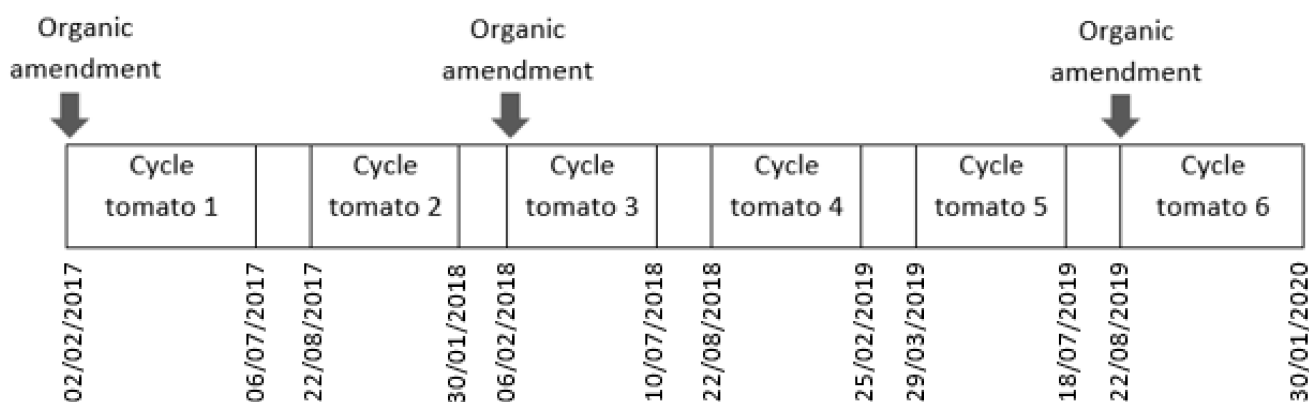 Organic
amendment
Organic
amendment
Organic
amendment
Cycle
tomato 1
Cycle
tomato 2
Cycle
tomato 3
Cycle
tomato 4
Cycle
tomato 5
Cycle
tomato 6
02/02/2017
06/07/2017
22/08/2017
30/01/2018
06/02/2018
10/07/2018
22/08/2018
25/02/2019
29/03/2019
18/07/2019
22/08/2019
30/01/2020